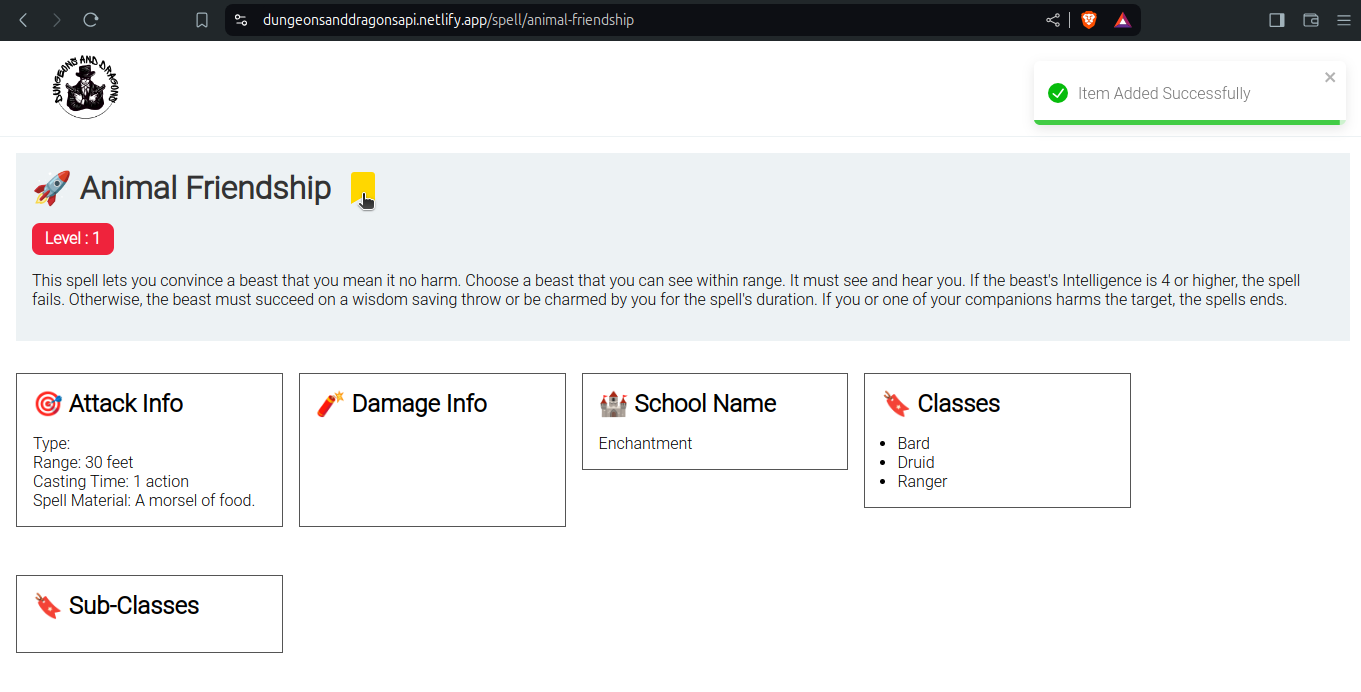 dungeonsanddragonsapi.netlify.app/spell/animal-friendship
DUNGEONS AND DRAGONS
Item Added Successfully
Animal Friendship
Level : 1
This spell lets you convince a beast that you mean it no harm. Choose a beast that you can see within range. It must see and hear you. If the beast's Intelligence is 4 or higher, the spell
fails. Otherwise, the beast must succeed on a wisdom saving throw or be charmed by you for the spell's duration. If you or one of your companions harms the target, the spells ends.
Attack Info
Type:
Range: 30 feet
Casting Time: 1 action
Spell Material: A morsel of food.
Damage Info
School Name
Enchantment
Classes
Bard
Druid
Ranger
Sub-Classes